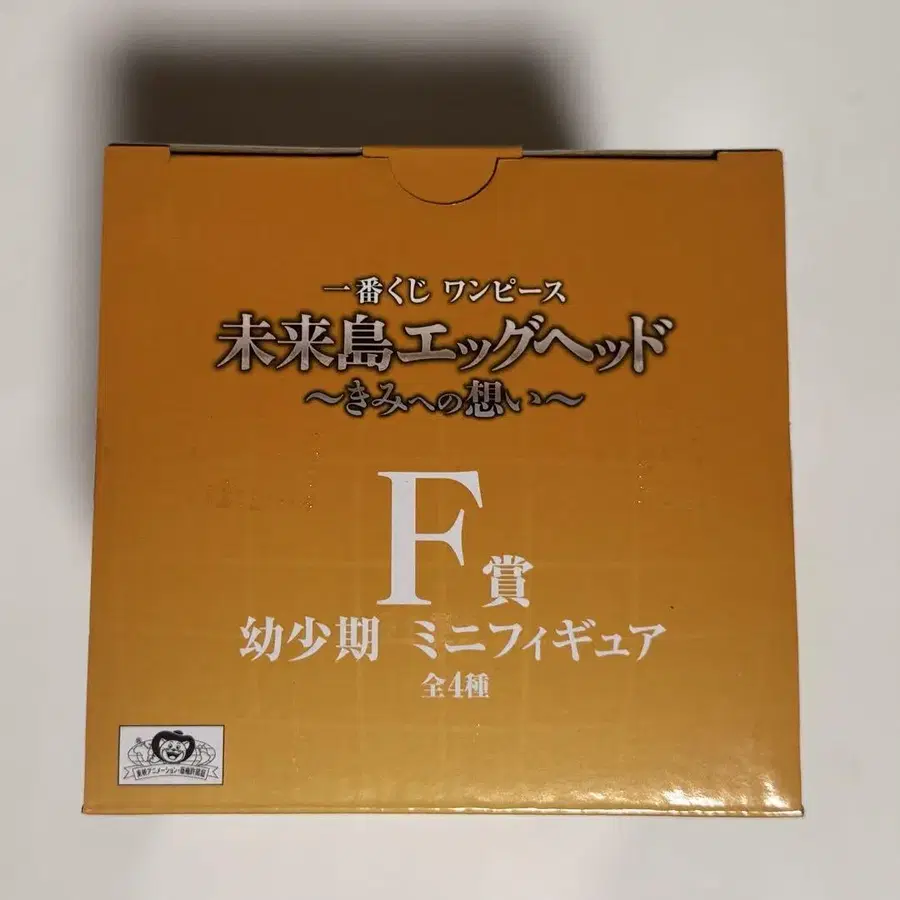 一番くじ ワンピース
未来島エッグヘッド
～きみへの想い～
F賞
幼少期 ミニフィギュア
全4種